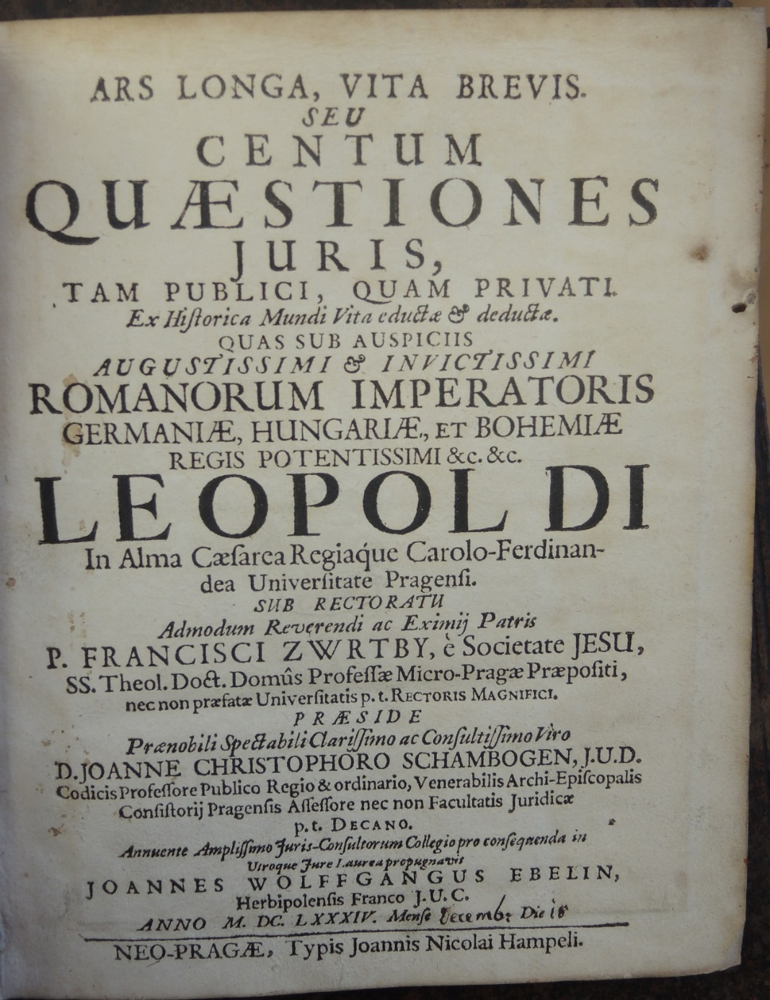 ARS LONGA, VITA BREVIS.
SEU
CENTUM
QUÆSTIONES
JURIS,
TAM PUBLICI, QUAM PRIVATI.
Ex Hiſtorica Mundi Vita eductæ & deductæ.
QUAS SUB AUSPICIIS
AUGUSTISSIMI & INVICTISSIMI
ROMANORUM IMPERATORIS
GERMANIÆ, HUNGARIÆ, ET BOHEMIÆ
REGIS POTENTISSIMI &c. &c.
LEOPOLDI
In Alma Cæſarea Regiaq́ue Carolo-Ferdinan-
dea Univerſitate Pragenſi.
SUB RECTORATU
Admodum Reverendi ac Eximij Patris
P. FRANCISCI ZWRTBY, è Societate JESU,
SS. Theol. Doct. Domûs Profeſſæ Micro-Pragæ Præpoſiti,
nec non præfatæ Univerſitatis p. t. RECTORIS MAGNIFICI.
PRÆSIDE
Prænobili Spectabili Clariſſimo ac Conſultiſſimo Viro
D. JOANNE CHRISTOPHORO SCHAMBOGEN, J.U.D.
Codicis Profeſſore Publico Regio & ordinario, Venerabilis Archi-Epiſcopalis
Conſiſtorij Pragenſis Aſſeſſore nec non Facultatis Juridicæ
p. t. DECANO.
Annuente Ampliſſimo Juris-Conſultorum Collegio pro conſequenda in
Utroque Jure Laurea propugnavit
JOANNES WOLFFGANGUS EBELIN,
Herbipolenſis Franco J. U. C.
ANNO M. DC. LXXXIV. Menſe Decemb: Die 18
NEO-PRAGÆ, Typis Joannis Nicolai Hampeli.